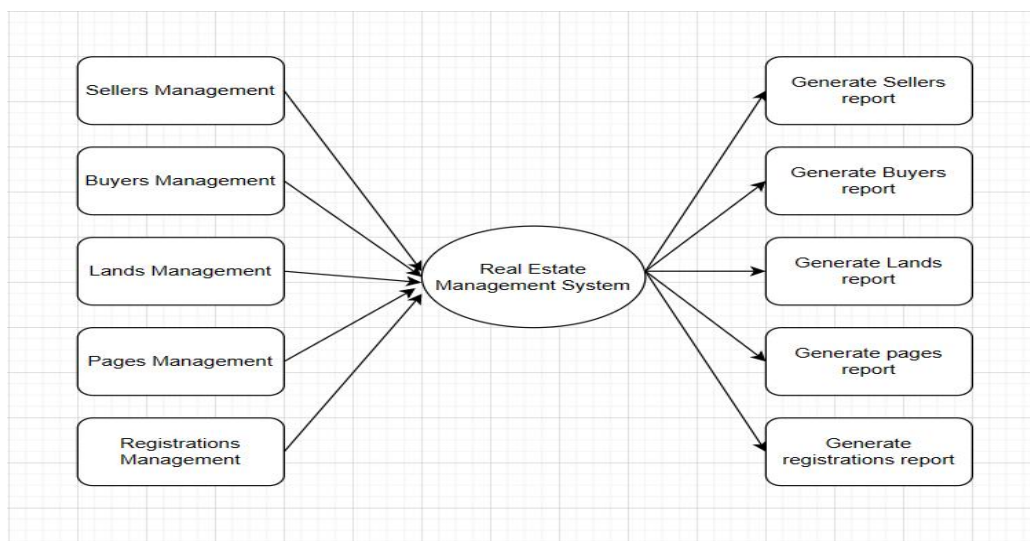 Sellers Management
Buyers Management
Lands Management
Pages Management
Registrations
Management
Real Estate
Management System
Generate Sellers
report
Generate Buyers
report
Generate Lands
report
Generate pages
report
Generate
registrations report